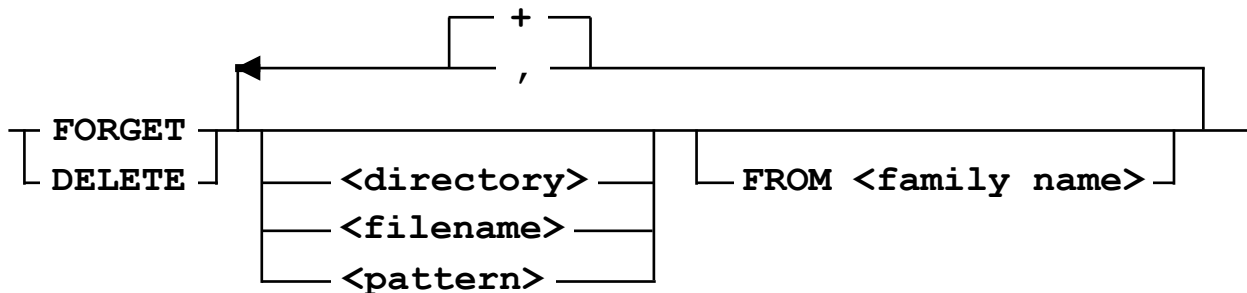 +
,
FORGET
DELETE
<directory>
FROM <family name>
<filename>
<pattern>